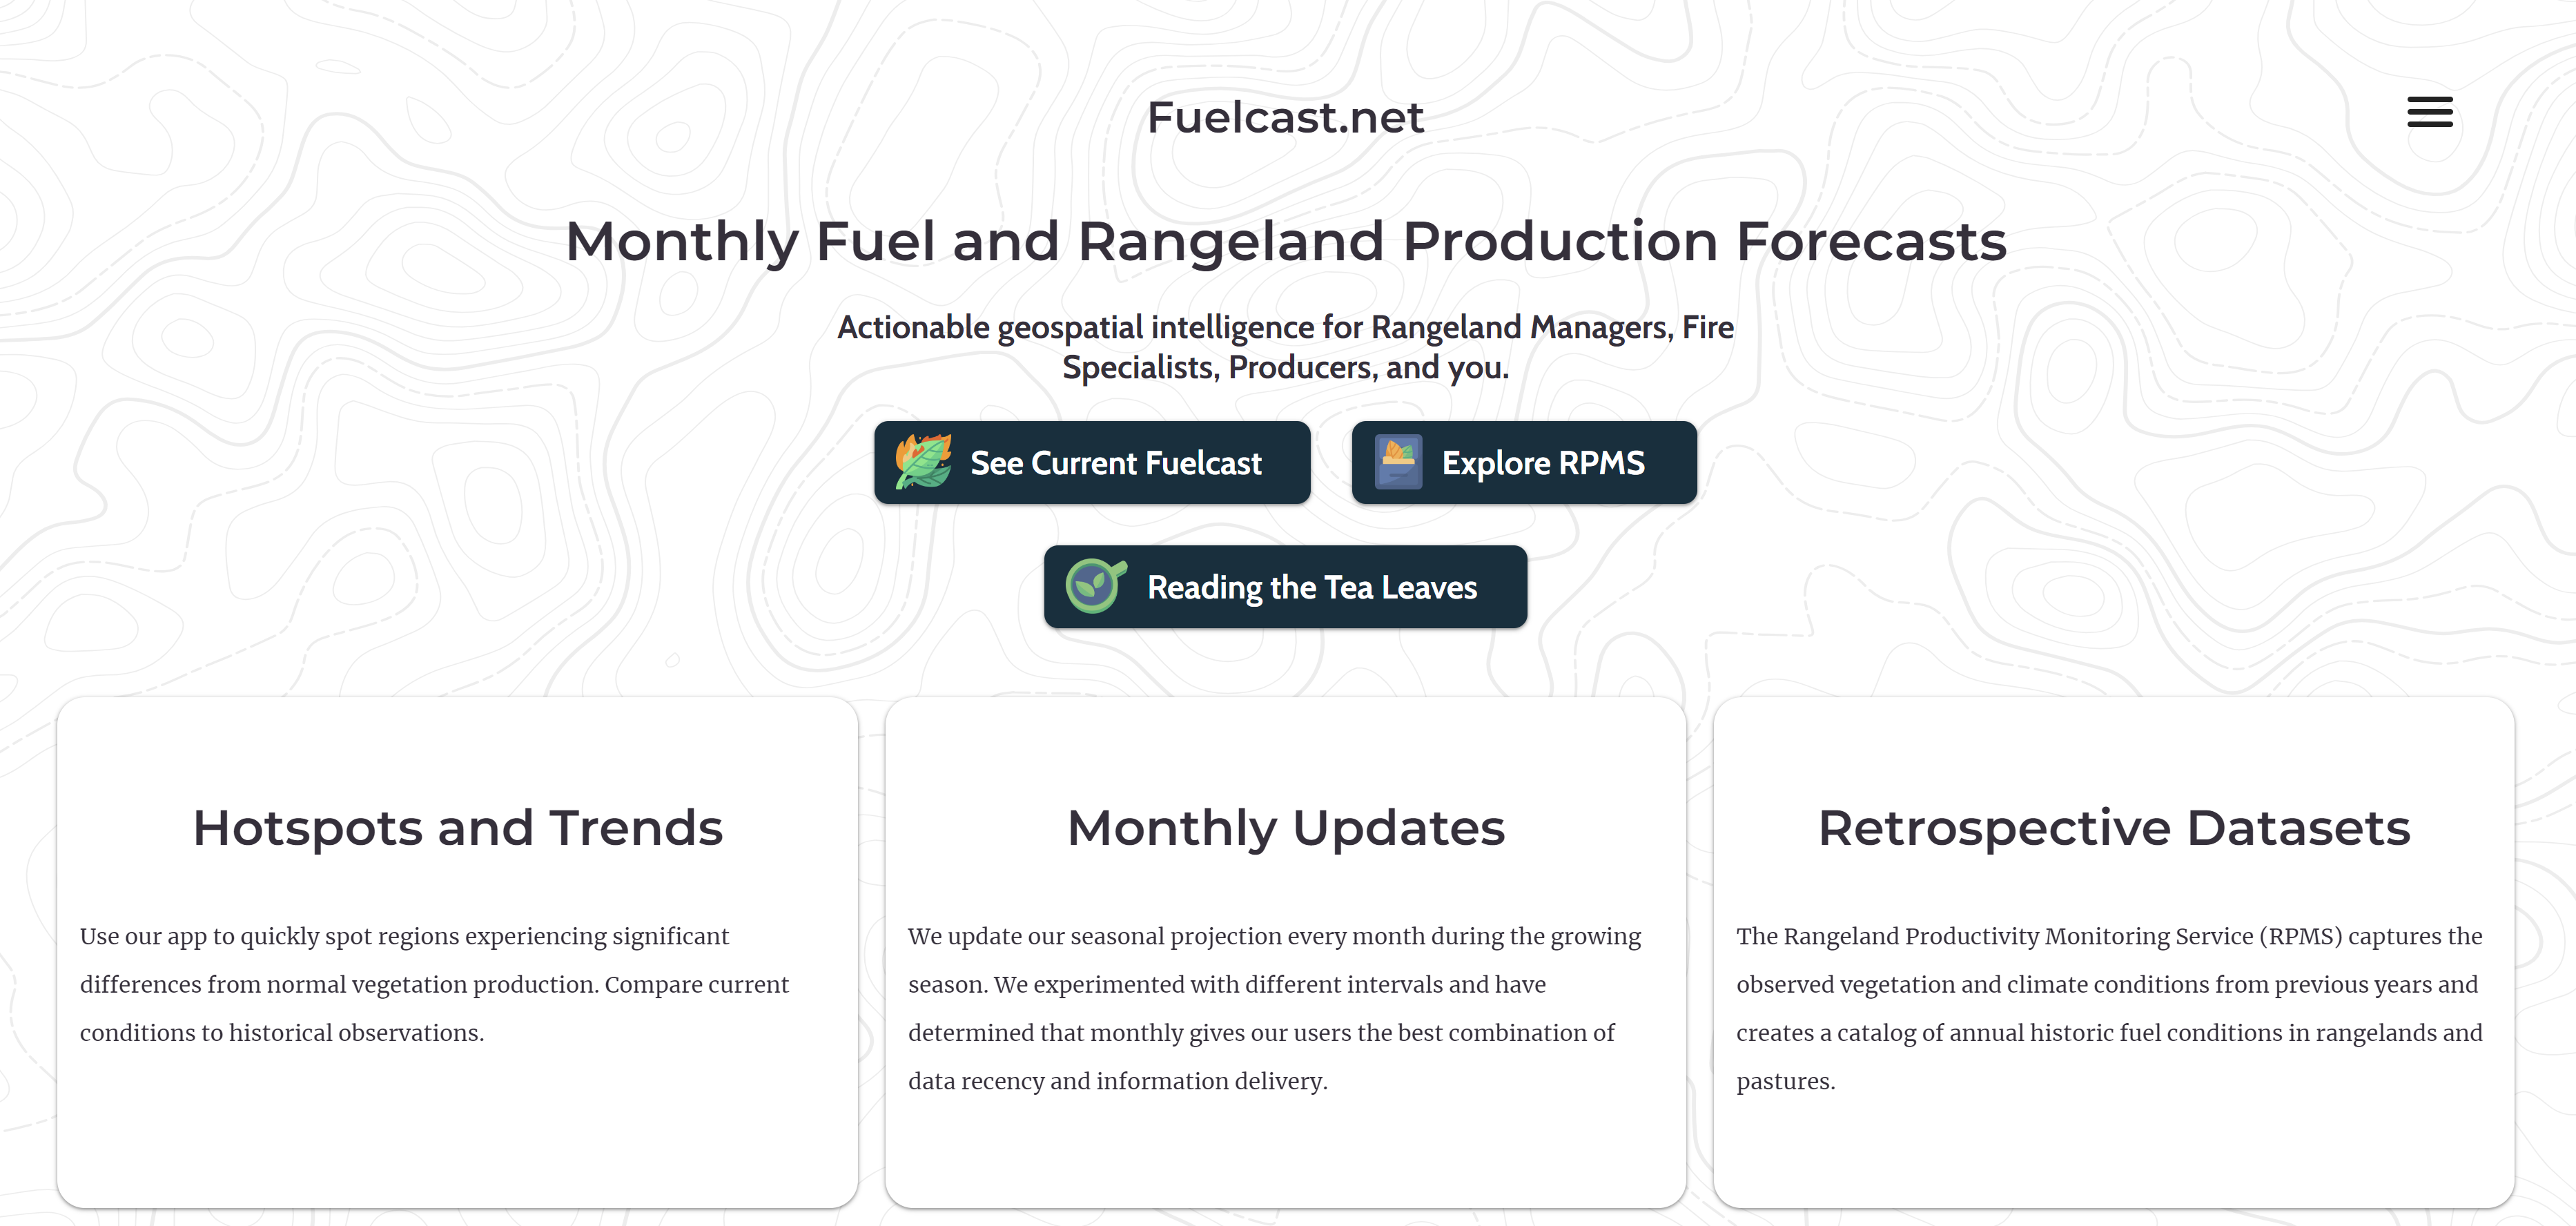 Fuelcast.net
Monthly Fuel and Rangeland Production Forecasts
Actionable geospatial intelligence for Rangeland Managers, Fire
Specialists, Producers, and you.
See Current Fuelcast
Explore RPMS
Reading the Tea Leaves
Hotspots and Trends
Use our app to quickly spot regions experiencing significant
differences from normal vegetation production. Compare current
conditions to historical observations.
Monthly Updates
We update our seasonal projection every month during the growing
season. We experimented with different intervals and have
determined that monthly gives our users the best combination of
data recency and information delivery.
Retrospective Datasets
The Rangeland Productivity Monitoring Service (RPMS) captures the
observed vegetation and climate conditions from previous years and
creates a catalog of annual historic fuel conditions in rangelands and
pastures.